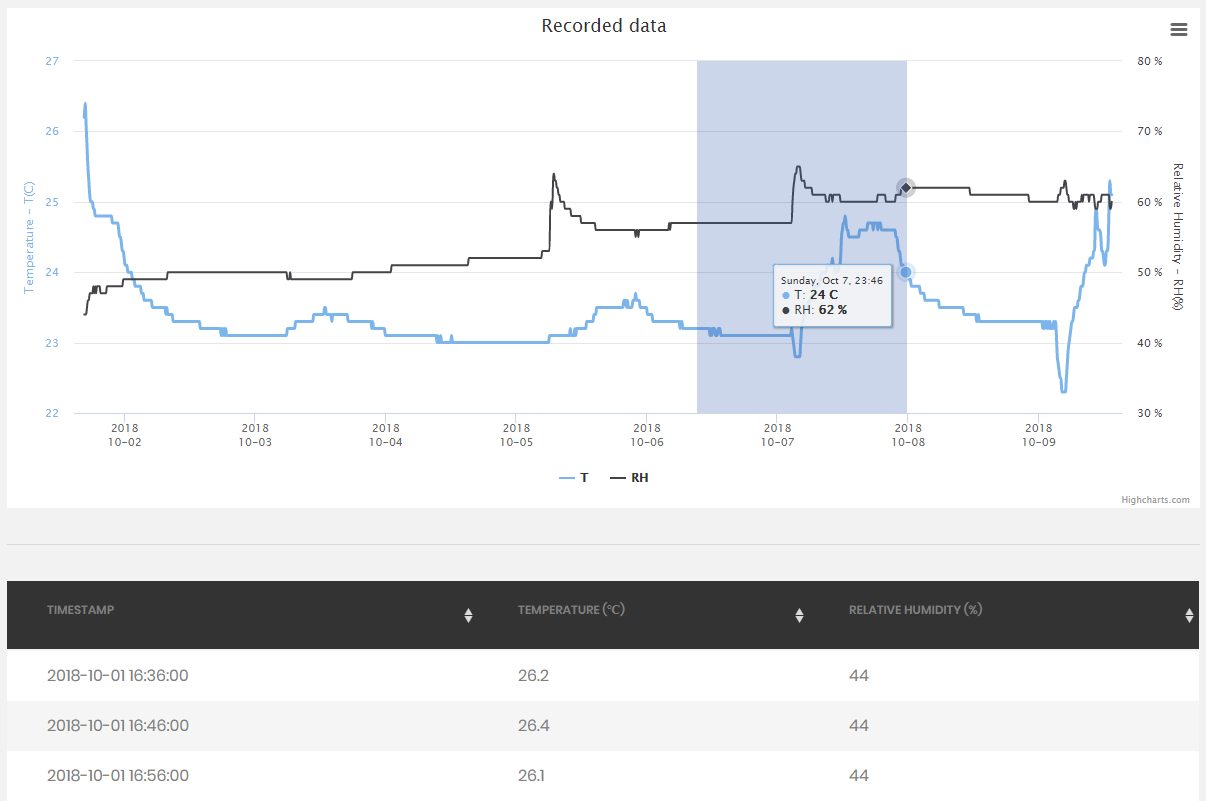 Recorded data
27
26
25
24
23
22
Temperature - T(C)
80 %
70 %
60 %
50 %
40 %
30 %
Relative Humidity - RH(%)
Sunday, Oct 7, 23:46
● T: 24 C
● RH: 62 %
2018
10-02
2018
10-03
2018
10-04
2018
10-05
2018
10-06
2018
10-07
2018
10-08
2018
10-09
T RH
Highcharts.com
TIMESTAMP TEMPERATURE (°C) RELATIVE HUMIDITY (%)
2018-10-01 16:36:00 26.2 44
2018-10-01 16:46:00 26.4 44
2018-10-01 16:56:00 26.1 44